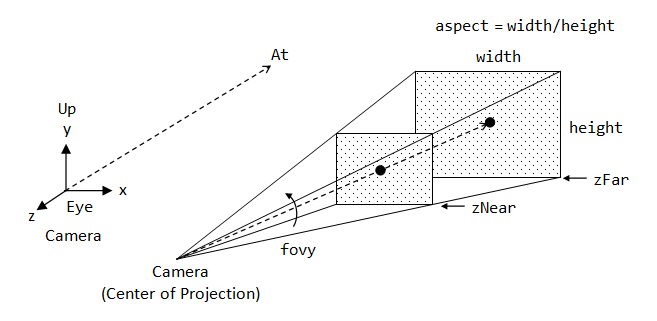 aspect = width/height
width
At
Up
y
height
x
zFar
Eye
z
zNear
Camera
fovy
Camera
(Center of Projection)